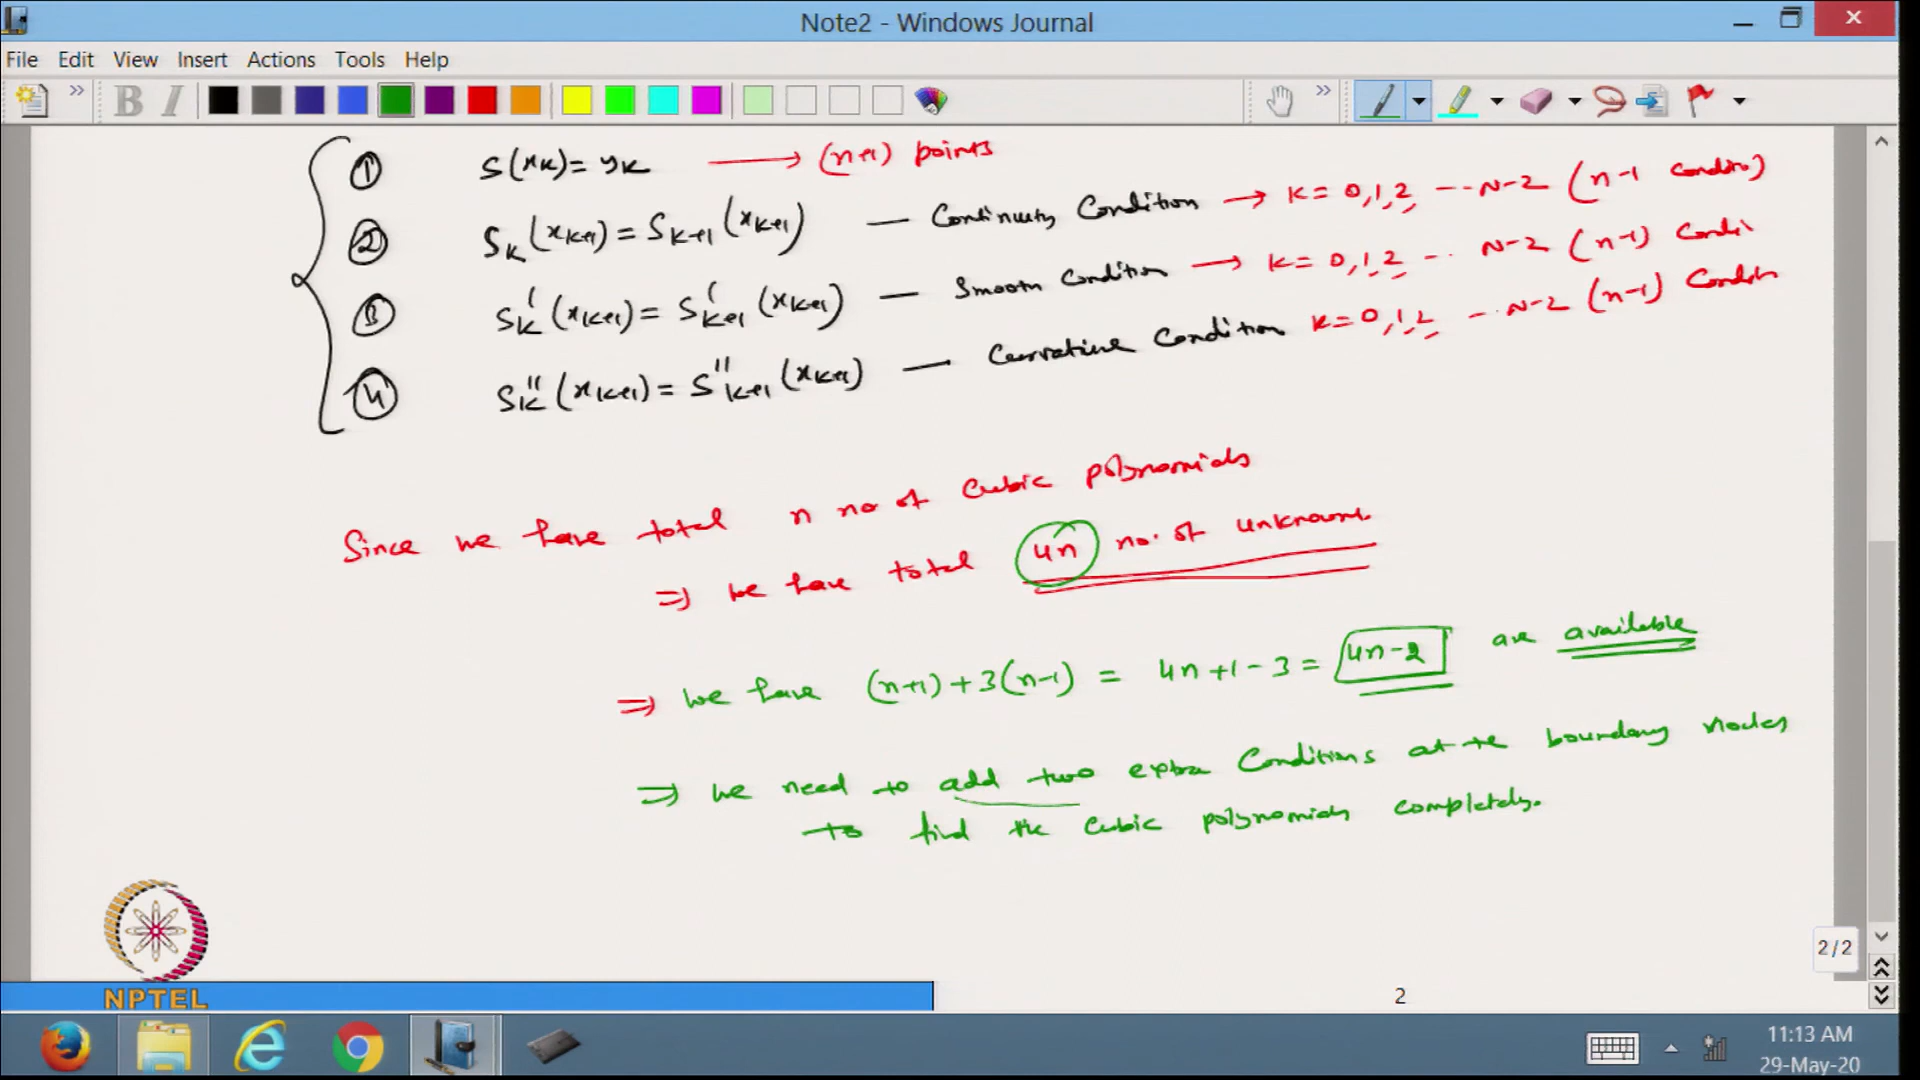 Note2 - Windows Journal
File Edit View Insert Actions Tools Help
B I
① S(xk) = yk → (n+1) points
② Sk(xk+1) = Sk+1(xk+1) — Continuity Condition → K = 0,1,2 ... N-2 (n-1 Conditio)
③ Sk'(xk+1) = S'k+1(xk+1) — Smooth Condition → K = 0,1,2 ... N-2 (n-1) Condi
④ Sk''(xk+1) = S''k+1(xk+1) — Curvature Condition K = 0,1,2 ... N-2 (n-1) Condit
Since we have total n no of Cubic polynomials
⇒ we have total 4n no. of unknowns.
⇒ we have (n+1) + 3(n-1) = 4n+1-3 = 4n-2 are available
⇒ we need to add two extra Conditions at the boundary nodes
to find the Cubic polynomials completely.
NPTEL
2/2
2
11:13 AM
29-May-20